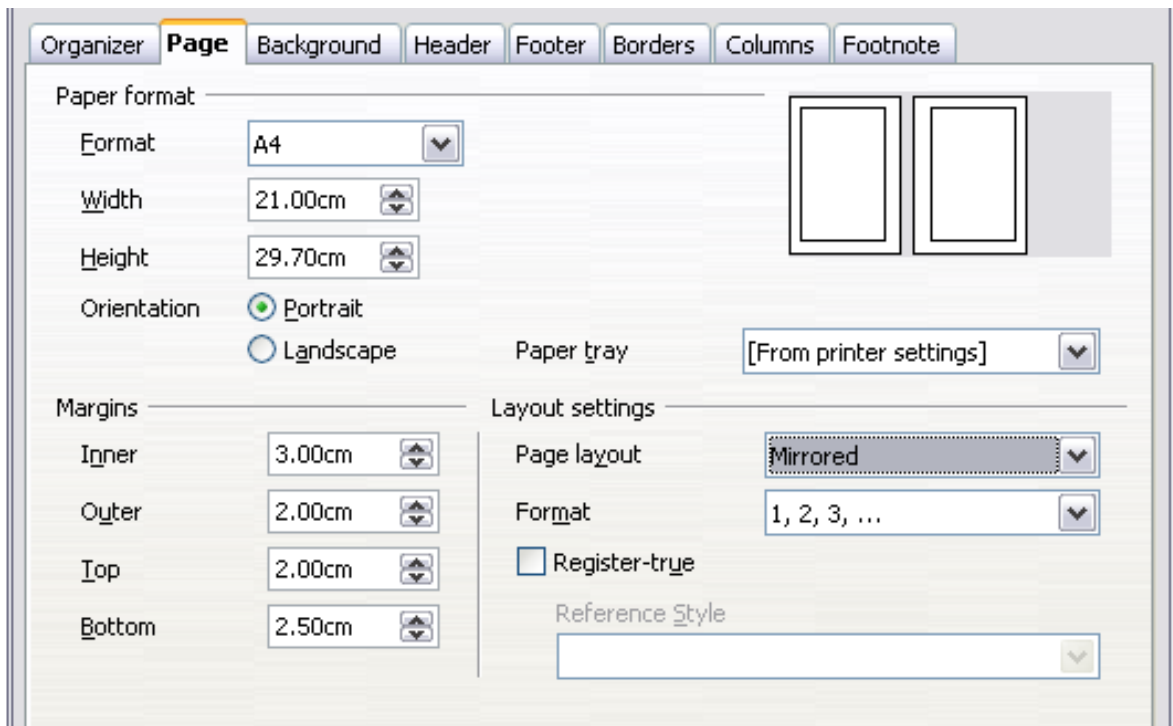 Organizer Page Background Header Footer Borders Columns Footnote
Paper format
Format A4
Width 21.00cm
Height 29.70cm
Orientation Portrait
Landscape Paper tray [From printer settings]
Margins Layout settings
Inner 3.00cm Page layout Mirrored
Outer 2.00cm Format 1, 2, 3, ...
Top 2.00cm Register-true
Bottom 2.50cm Reference Style